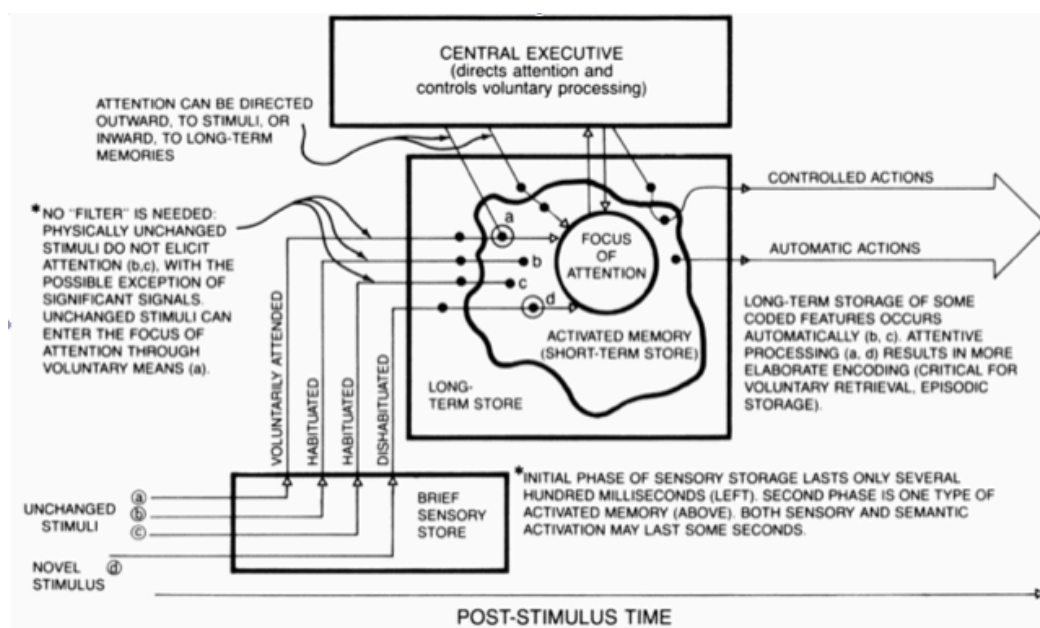 CENTRAL EXECUTIVE
(directs attention and
controls voluntary processing)
ATTENTION CAN BE DIRECTED
OUTWARD, TO STIMULI, OR
INWARD, TO LONG-TERM
MEMORIES
*NO "FILTER" IS NEEDED:
PHYSICALLY UNCHANGED
STIMULI DO NOT ELICIT
ATTENTION (b,c), WITH THE
POSSIBLE EXCEPTION OF
SIGNIFICANT SIGNALS.
UNCHANGED STIMULI CAN
ENTER THE FOCUS OF
ATTENTION THROUGH
VOLUNTARY MEANS (a).
a
b
c
d
FOCUS
OF
ATTENTION
ACTIVATED MEMORY
(SHORT-TERM STORE)
LONG-
TERM STORE
CONTROLLED ACTIONS
AUTOMATIC ACTIONS
LONG-TERM STORAGE OF SOME
CODED FEATURES OCCURS
AUTOMATICALLY (b, c). ATTENTIVE
PROCESSING (a, d) RESULTS IN MORE
ELABORATE ENCODING (CRITICAL FOR
VOLUNTARY RETRIEVAL, EPISODIC
STORAGE).
VOLUNTARILY ATTENDED
HABITUATED
HABITUATED
DISHABITUATED
UNCHANGED
STIMULI
a
b
c
NOVEL
STIMULUS
d
BRIEF
SENSORY
STORE
*INITIAL PHASE OF SENSORY STORAGE LASTS ONLY SEVERAL
HUNDRED MILLISECONDS (LEFT). SECOND PHASE IS ONE TYPE OF
ACTIVATED MEMORY (ABOVE). BOTH SENSORY AND SEMANTIC
ACTIVATION MAY LAST SOME SECONDS.
POST-STIMULUS TIME